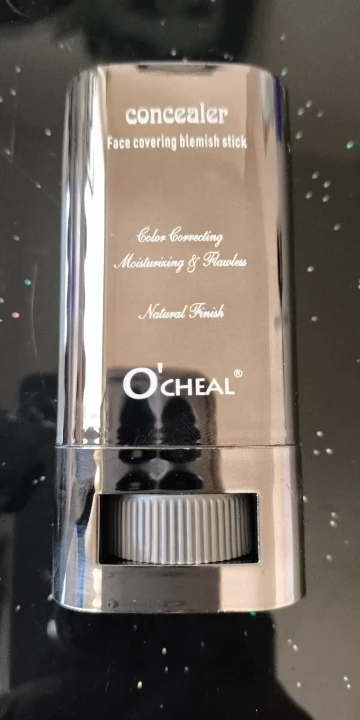 concealer
Face covering blemish stick
Color Correcting
Moisturizing & Flawless
Natural Finish
O'CHEAL®